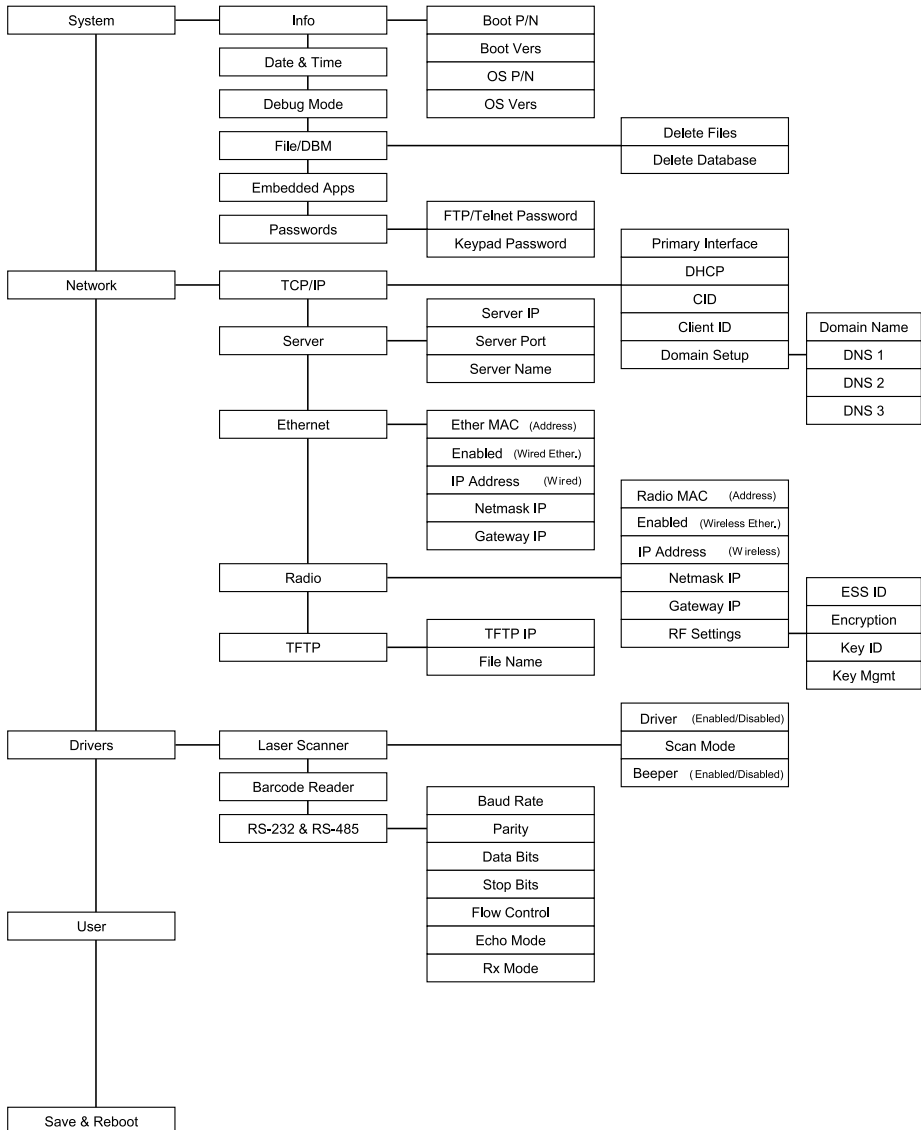 System
Info
Boot P/N
Boot Vers
OS P/N
OS Vers
Date & Time
Debug Mode
File/DBM
Delete Files
Delete Database
Embedded Apps
Passwords
FTP/Telnet Password
Keypad Password
Network
TCP/IP
Primary Interface
DHCP
CID
Client ID
Domain Setup
Domain Name
DNS 1
DNS 2
DNS 3
Server
Server IP
Server Port
Server Name
Ethernet
Ether MAC (Address)
Enabled (Wired Ether.)
IP Address (Wired)
Netmask IP
Gateway IP
Radio
Radio MAC (Address)
Enabled (Wireless Ether.)
IP Address (Wireless)
Netmask IP
Gateway IP
RF Settings
ESS ID
Encryption
Key ID
Key Mgmt
TFTP
TFTP IP
File Name
Drivers
Laser Scanner
Driver (Enabled/Disabled)
Scan Mode
Beeper (Enabled/Disabled)
Barcode Reader
RS-232 & RS-485
Baud Rate
Parity
Data Bits
Stop Bits
Flow Control
Echo Mode
Rx Mode
User
Save & Reboot